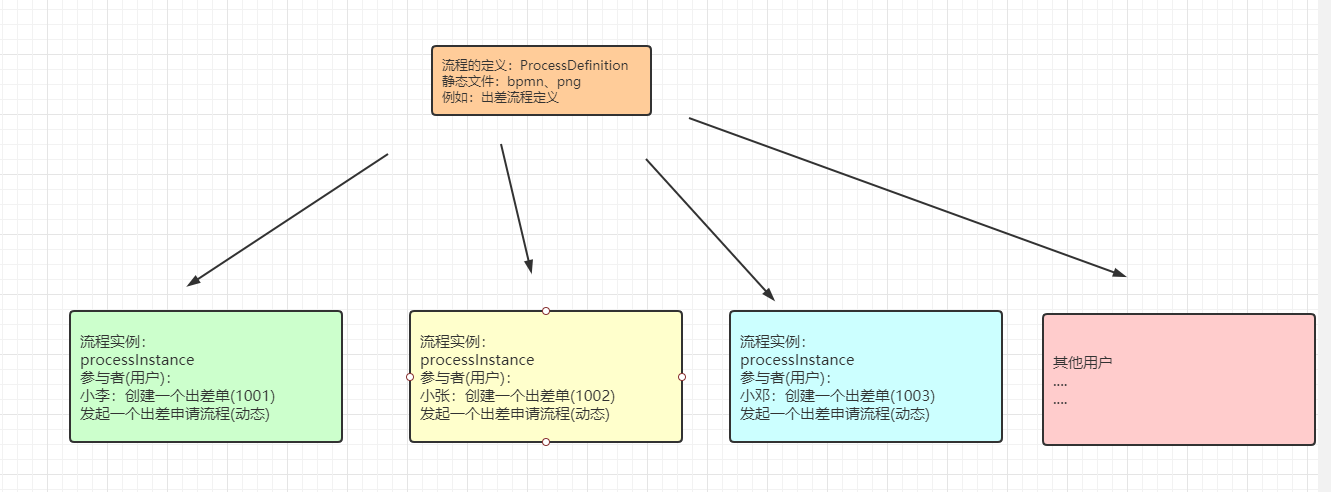 流程的定义：ProcessDefinition
静态文件：bpmn、png
例如：出差流程定义
流程实例：
processInstance
参与者(用户)：
小李：创建一个出差单(1001)
发起一个出差申请流程(动态)
流程实例：
processInstance
参与者(用户)：
小张：创建一个出差单(1002)
发起一个出差申请流程(动态)
流程实例：
processInstance
参与者(用户)：
小邓：创建一个出差单(1003)
发起一个出差申请流程(动态)
其他用户
....
....